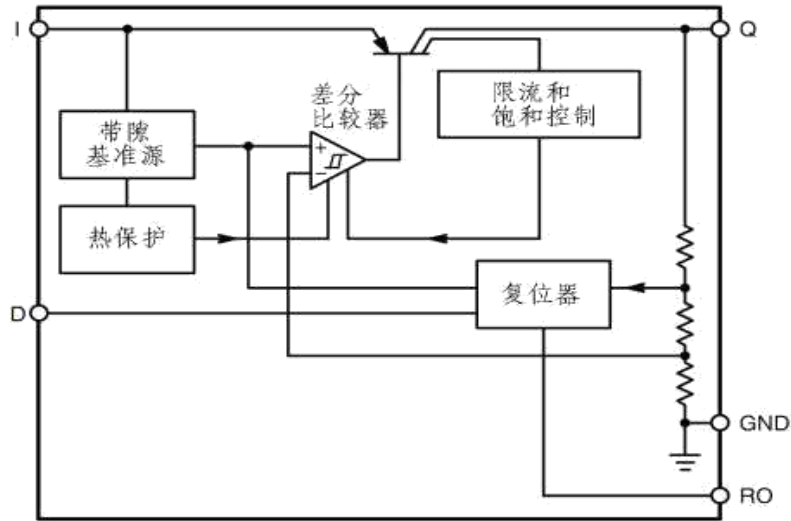 I
Q
差分
比较器
限流和
饱和控制
带隙
基准源
+
−
热保护
复位器
D
GND
RO